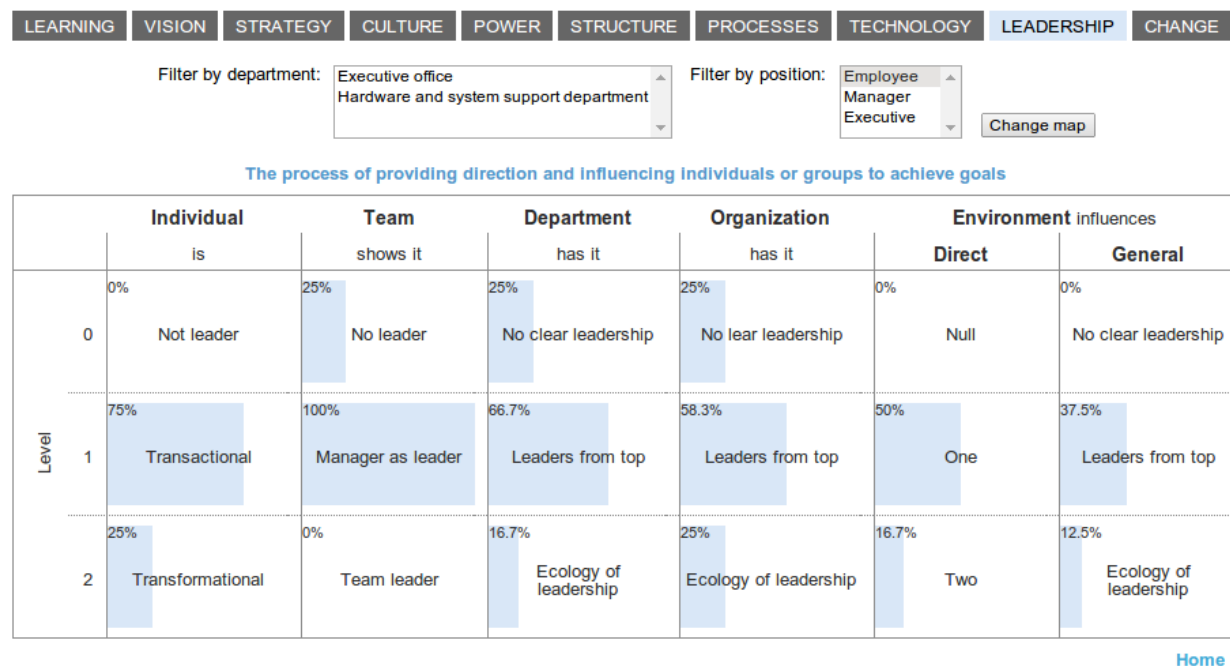 LEARNING VISION STRATEGY CULTURE POWER STRUCTURE PROCESSES TECHNOLOGY LEADERSHIP CHANGE
Filter by department: Executive office Filter by position: Employee
Hardware and system support department Manager
Executive Change map
The process of providing direction and influencing individuals or groups to achieve goals
Individual Team Department Organization Environment influences
is shows it has it has it Direct General
0% 25% 25% 25% 0% 0%
0 Not leader No leader No clear leadership No lear leadership Null No clear leadership
75% 100% 66.7% 58.3% 50% 37.5%
Level 1 Transactional Manager as leader Leaders from top Leaders from top One Leaders from top
25% 0% 16.7% 25% 16.7% 12.5%
2 Transformational Team leader Ecology of leadership Ecology of leadership Two Ecology of leadership
Home